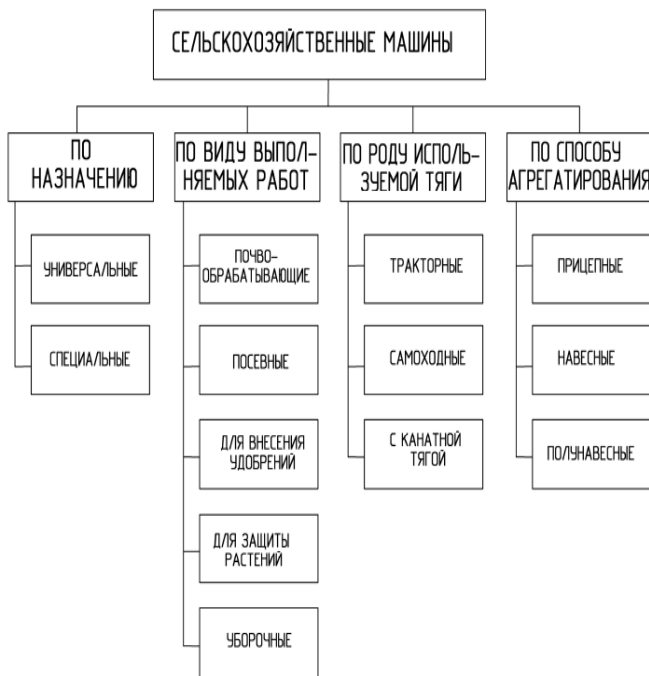 СЕЛЬСКОХОЗЯЙСТВЕННЫЕ МАШИНЫ
ПО
НАЗНАЧЕНИЮ
УНИВЕРСАЛЬНЫЕ
СПЕЦИАЛЬНЫЕ
ПО ВИДУ ВЫПОЛ-
НЯЕМЫХ РАБОТ
ПОЧВО-
ОБРАБАТЫВАЮЩИЕ
ПОСЕВНЫЕ
ДЛЯ ВНЕСЕНИЯ
УДОБРЕНИЙ
ДЛЯ ЗАЩИТЫ
РАСТЕНИЙ
УБОРОЧНЫЕ
ПО РОДУ ИСПОЛЬ-
ЗУЕМОЙ ТЯГИ
ТРАКТОРНЫЕ
САМОХОДНЫЕ
С КАНАТНОЙ
ТЯГОЙ
ПО СПОСОБУ
АГРЕГАТИРОВАНИЯ
ПРИЦЕПНЫЕ
НАВЕСНЫЕ
ПОЛУНАВЕСНЫЕ